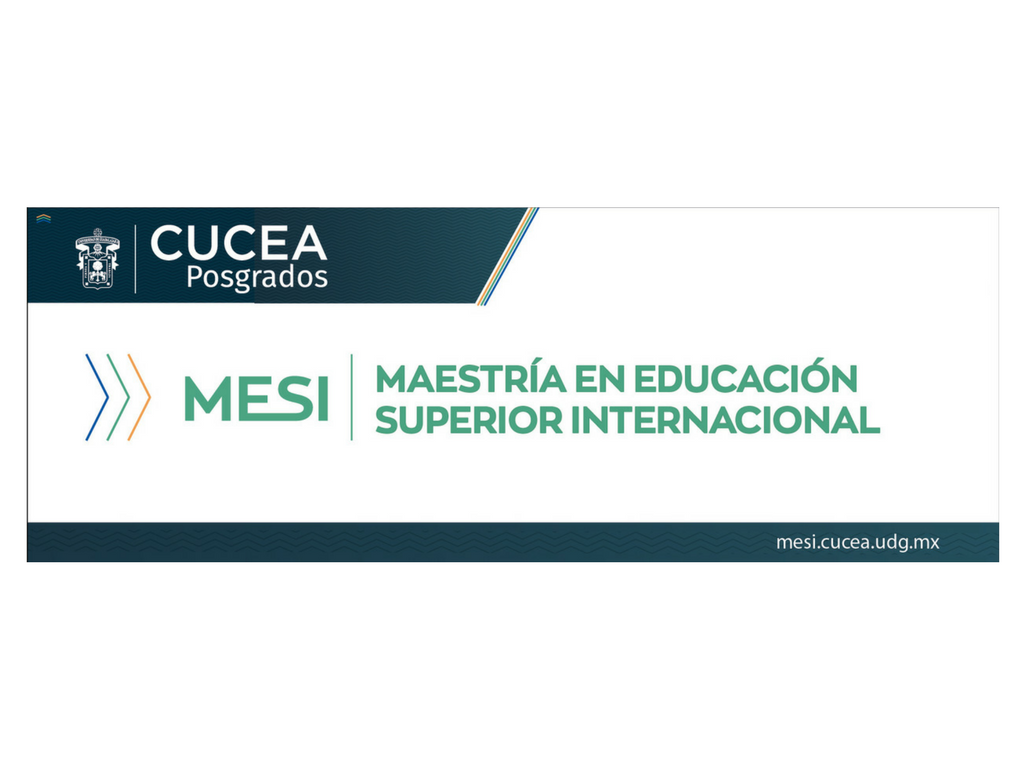 CUCEA
Posgrados
MESI
MAESTRÍA EN EDUCACIÓN
SUPERIOR INTERNACIONAL
mesi.cucea.udg.mx